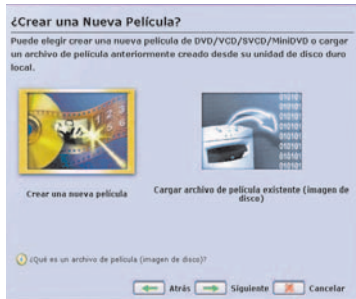 ¿Crear una Nueva Película?
Puede elegir crear una nueva película de DVD/VCD/SVCD/MiniDVD o cargar
un archivo de película anteriormente creado desde su unidad de disco duro
local.
Crear una nueva película
Cargar archivo de película existente (imagen de
disco)
¿Qué es un archivo de película (imagen de disco)?
Atrás Siguiente Cancelar